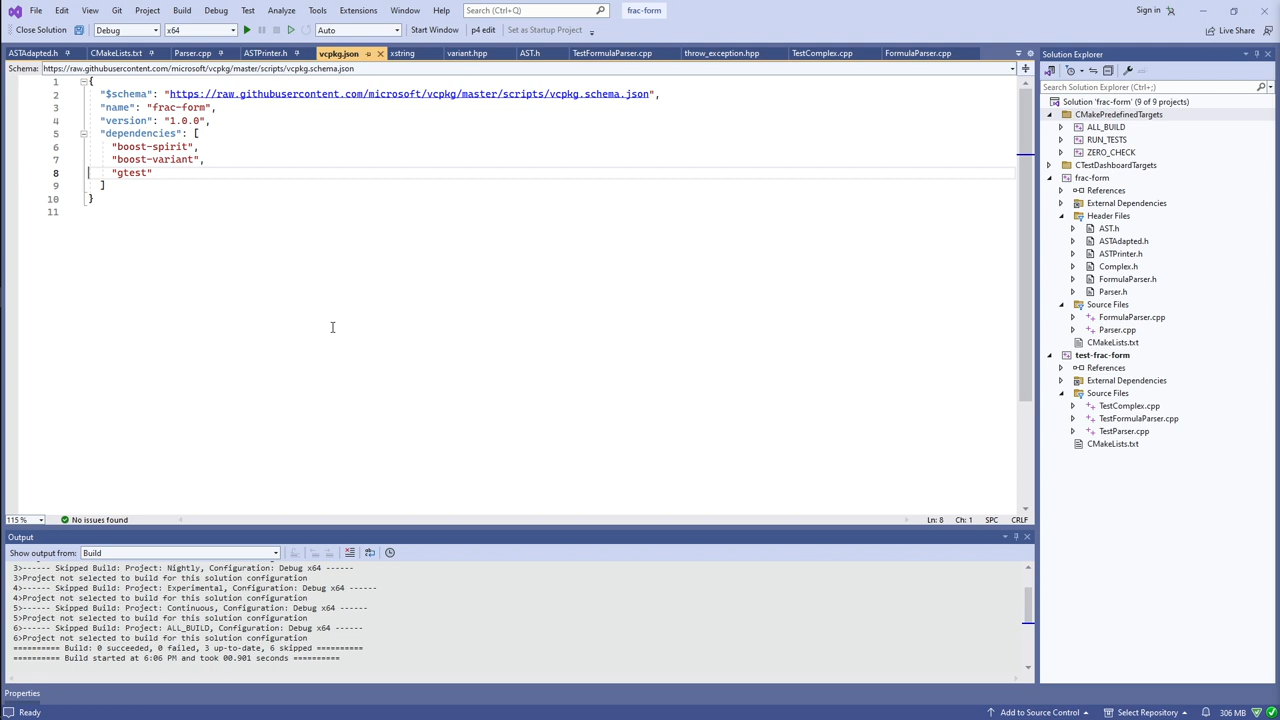 File Edit View Git Project Build Debug Test Analyze Tools Extensions Window Help Search (Ctrl+Q) frac-form Sign in
Close Solution Debug x64 Auto Start Window p4 edit Set as Startup Project Live Share
ASTAdapted.h CMakeLists.txt Parser.cpp ASTPrinter.h vcpkg.json xstring variant.hpp AST.h TestFormulaParser.cpp throw_exception.hpp TestComplex.cpp FormulaParser.cpp
Schema: https://raw.githubusercontent.com/microsoft/vcpkg/master/scripts/vcpkg.schema.json
1 {
2 "$schema": "https://raw.githubusercontent.com/microsoft/vcpkg/master/scripts/vcpkg.schema.json",
3 "name": "frac-form",
4 "version": "1.0.0",
5 "dependencies": [
6 "boost-spirit",
7 "boost-variant",
8 "gtest"
9 ]
10 }
11
115 % No issues found Ln: 8 Ch: 1 SPC CRLF
Output
Show output from: Build
3>------ Skipped Build: Project: Nightly, Configuration: Debug x64 ------
3>Project not selected to build for this solution configuration
4>------ Skipped Build: Project: Experimental, Configuration: Debug x64 ------
4>Project not selected to build for this solution configuration
5>------ Skipped Build: Project: Continuous, Configuration: Debug x64 ------
5>Project not selected to build for this solution configuration
6>------ Skipped Build: Project: ALL_BUILD, Configuration: Debug x64 ------
6>Project not selected to build for this solution configuration
========== Build: 0 succeeded, 0 failed, 3 up-to-date, 6 skipped ==========
========== Build started at 6:06 PM and took 00.901 seconds ==========
Properties
Ready Add to Source Control Select Repository 306 MB
Solution Explorer
Search Solution Explorer (Ctrl+;)
Solution 'frac-form' (9 of 9 projects)
CMakePredefinedTargets
ALL_BUILD
RUN_TESTS
ZERO_CHECK
CTestDashboardTargets
frac-form
References
External Dependencies
Header Files
AST.h
ASTAdapted.h
ASTPrinter.h
Complex.h
FormulaParser.h
Parser.h
Source Files
FormulaParser.cpp
Parser.cpp
CMakeLists.txt
test-frac-form
References
External Dependencies
Source Files
TestComplex.cpp
TestFormulaParser.cpp
TestParser.cpp
CMakeLists.txt